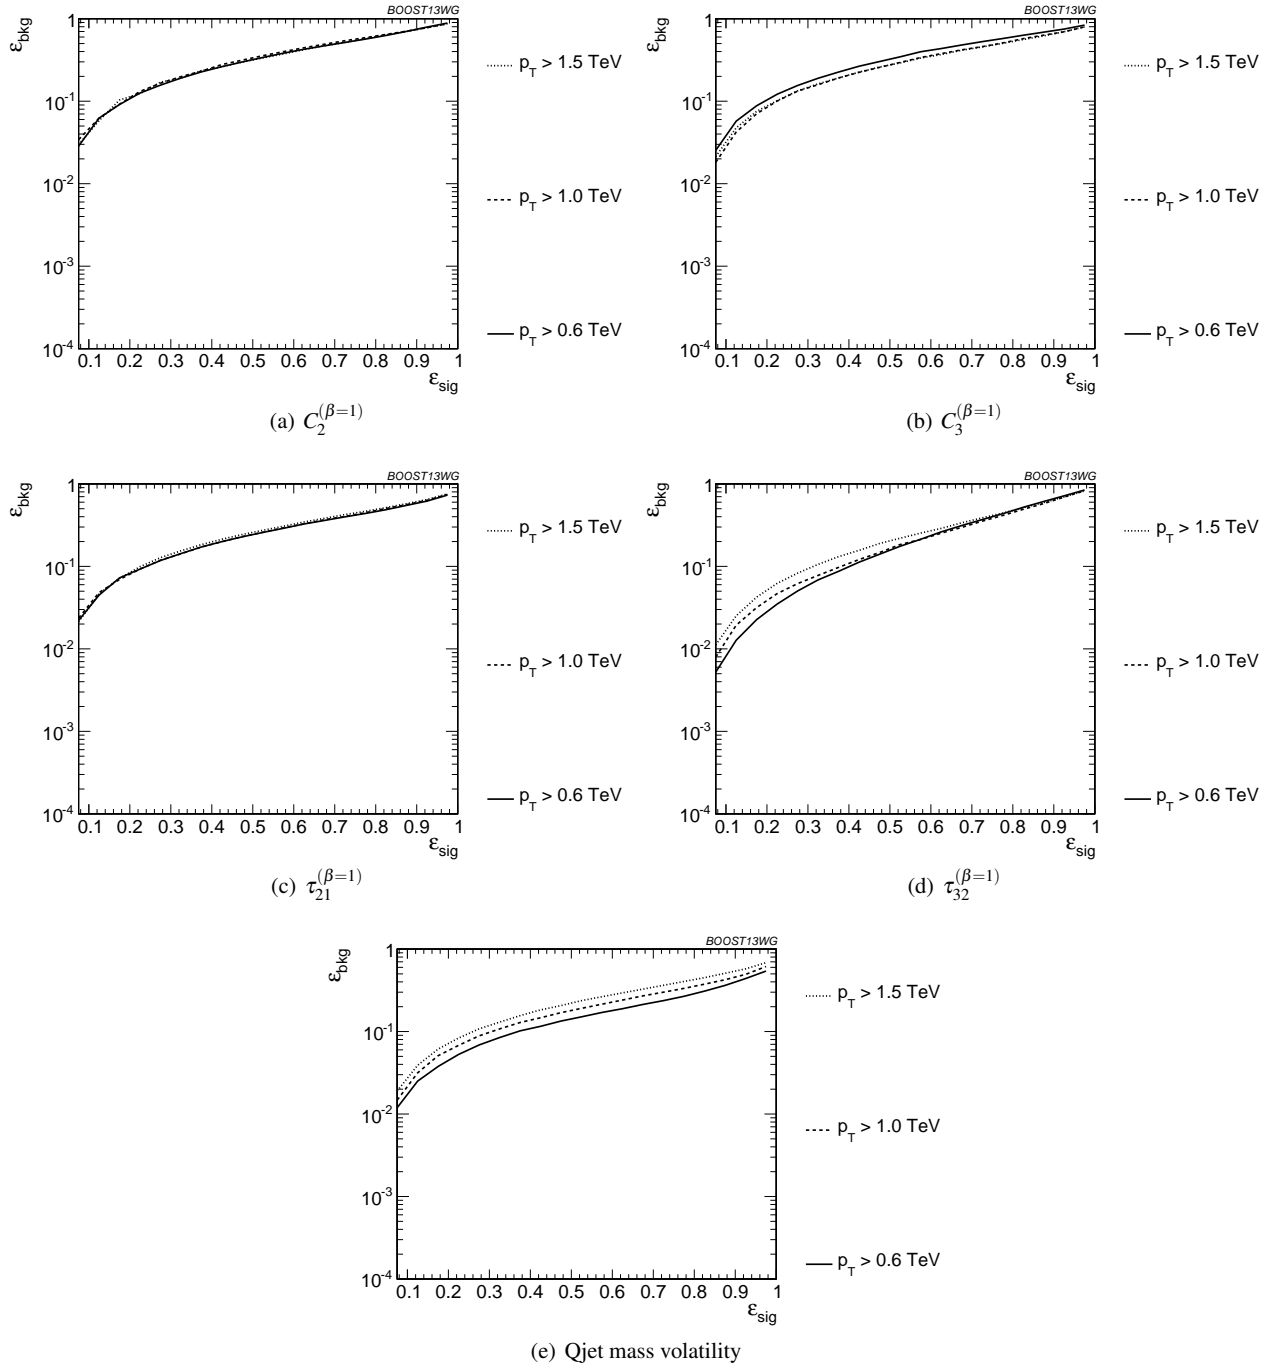 BOOST13WG
ε_bkg
1
10^-1
10^-2
10^-3
10^-4
0.1 0.2 0.3 0.4 0.5 0.6 0.7 0.8 0.9 1
ε_sig
p_T > 1.5 TeV
p_T > 1.0 TeV
p_T > 0.6 TeV
(a) C_2^(β=1)
BOOST13WG
ε_bkg
1
10^-1
10^-2
10^-3
10^-4
0.1 0.2 0.3 0.4 0.5 0.6 0.7 0.8 0.9 1
ε_sig
p_T > 1.5 TeV
p_T > 1.0 TeV
p_T > 0.6 TeV
(b) C_3^(β=1)
BOOST13WG
ε_bkg
1
10^-1
10^-2
10^-3
10^-4
0.1 0.2 0.3 0.4 0.5 0.6 0.7 0.8 0.9 1
ε_sig
p_T > 1.5 TeV
p_T > 1.0 TeV
p_T > 0.6 TeV
(c) τ_21^(β=1)
BOOST13WG
ε_bkg
1
10^-1
10^-2
10^-3
10^-4
0.1 0.2 0.3 0.4 0.5 0.6 0.7 0.8 0.9 1
ε_sig
p_T > 1.5 TeV
p_T > 1.0 TeV
p_T > 0.6 TeV
(d) τ_32^(β=1)
BOOST13WG
ε_bkg
1
10^-1
10^-2
10^-3
10^-4
0.1 0.2 0.3 0.4 0.5 0.6 0.7 0.8 0.9 1
ε_sig
p_T > 1.5 TeV
p_T > 1.0 TeV
p_T > 0.6 TeV
(e) Qjet mass volatility